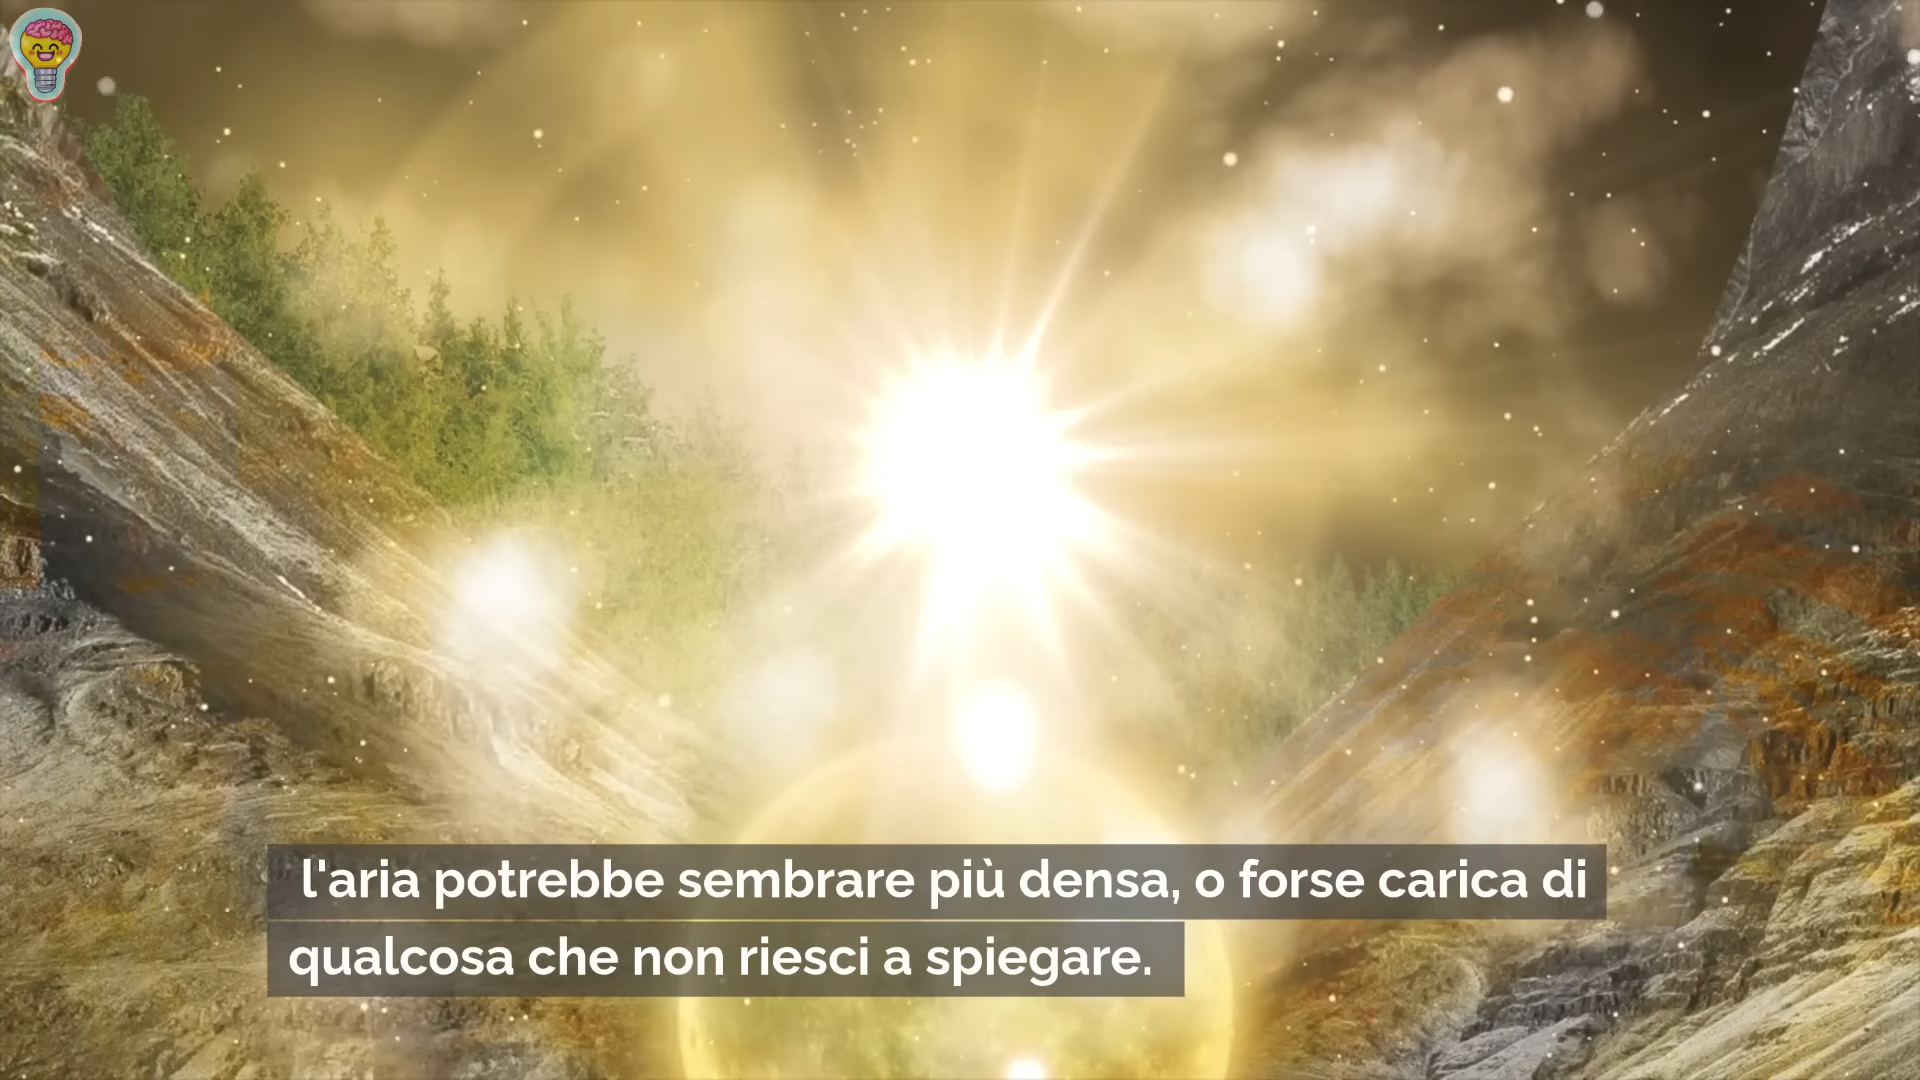 l'aria potrebbe sembrare più densa, o forse carica di
qualcosa che non riesci a spiegare.